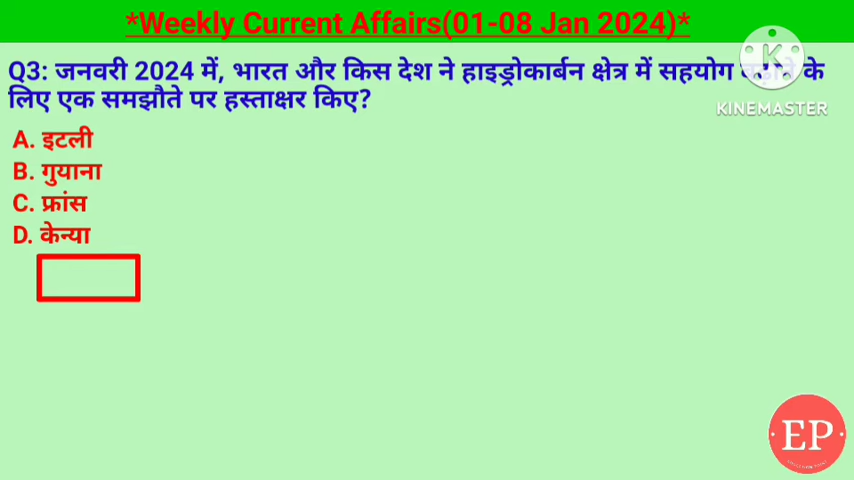 *Weekly Current Affairs(01-08 Jan 2024)*
Q3: जनवरी 2024 में, भारत और किस देश ने हाइड्रोकार्बन क्षेत्र में सहयोग बढ़ाने के
लिए एक समझौते पर हस्ताक्षर किए?
A. इटली
B. गुयाना
C. फ्रांस
D. केन्या
K
KINEMASTER
EP